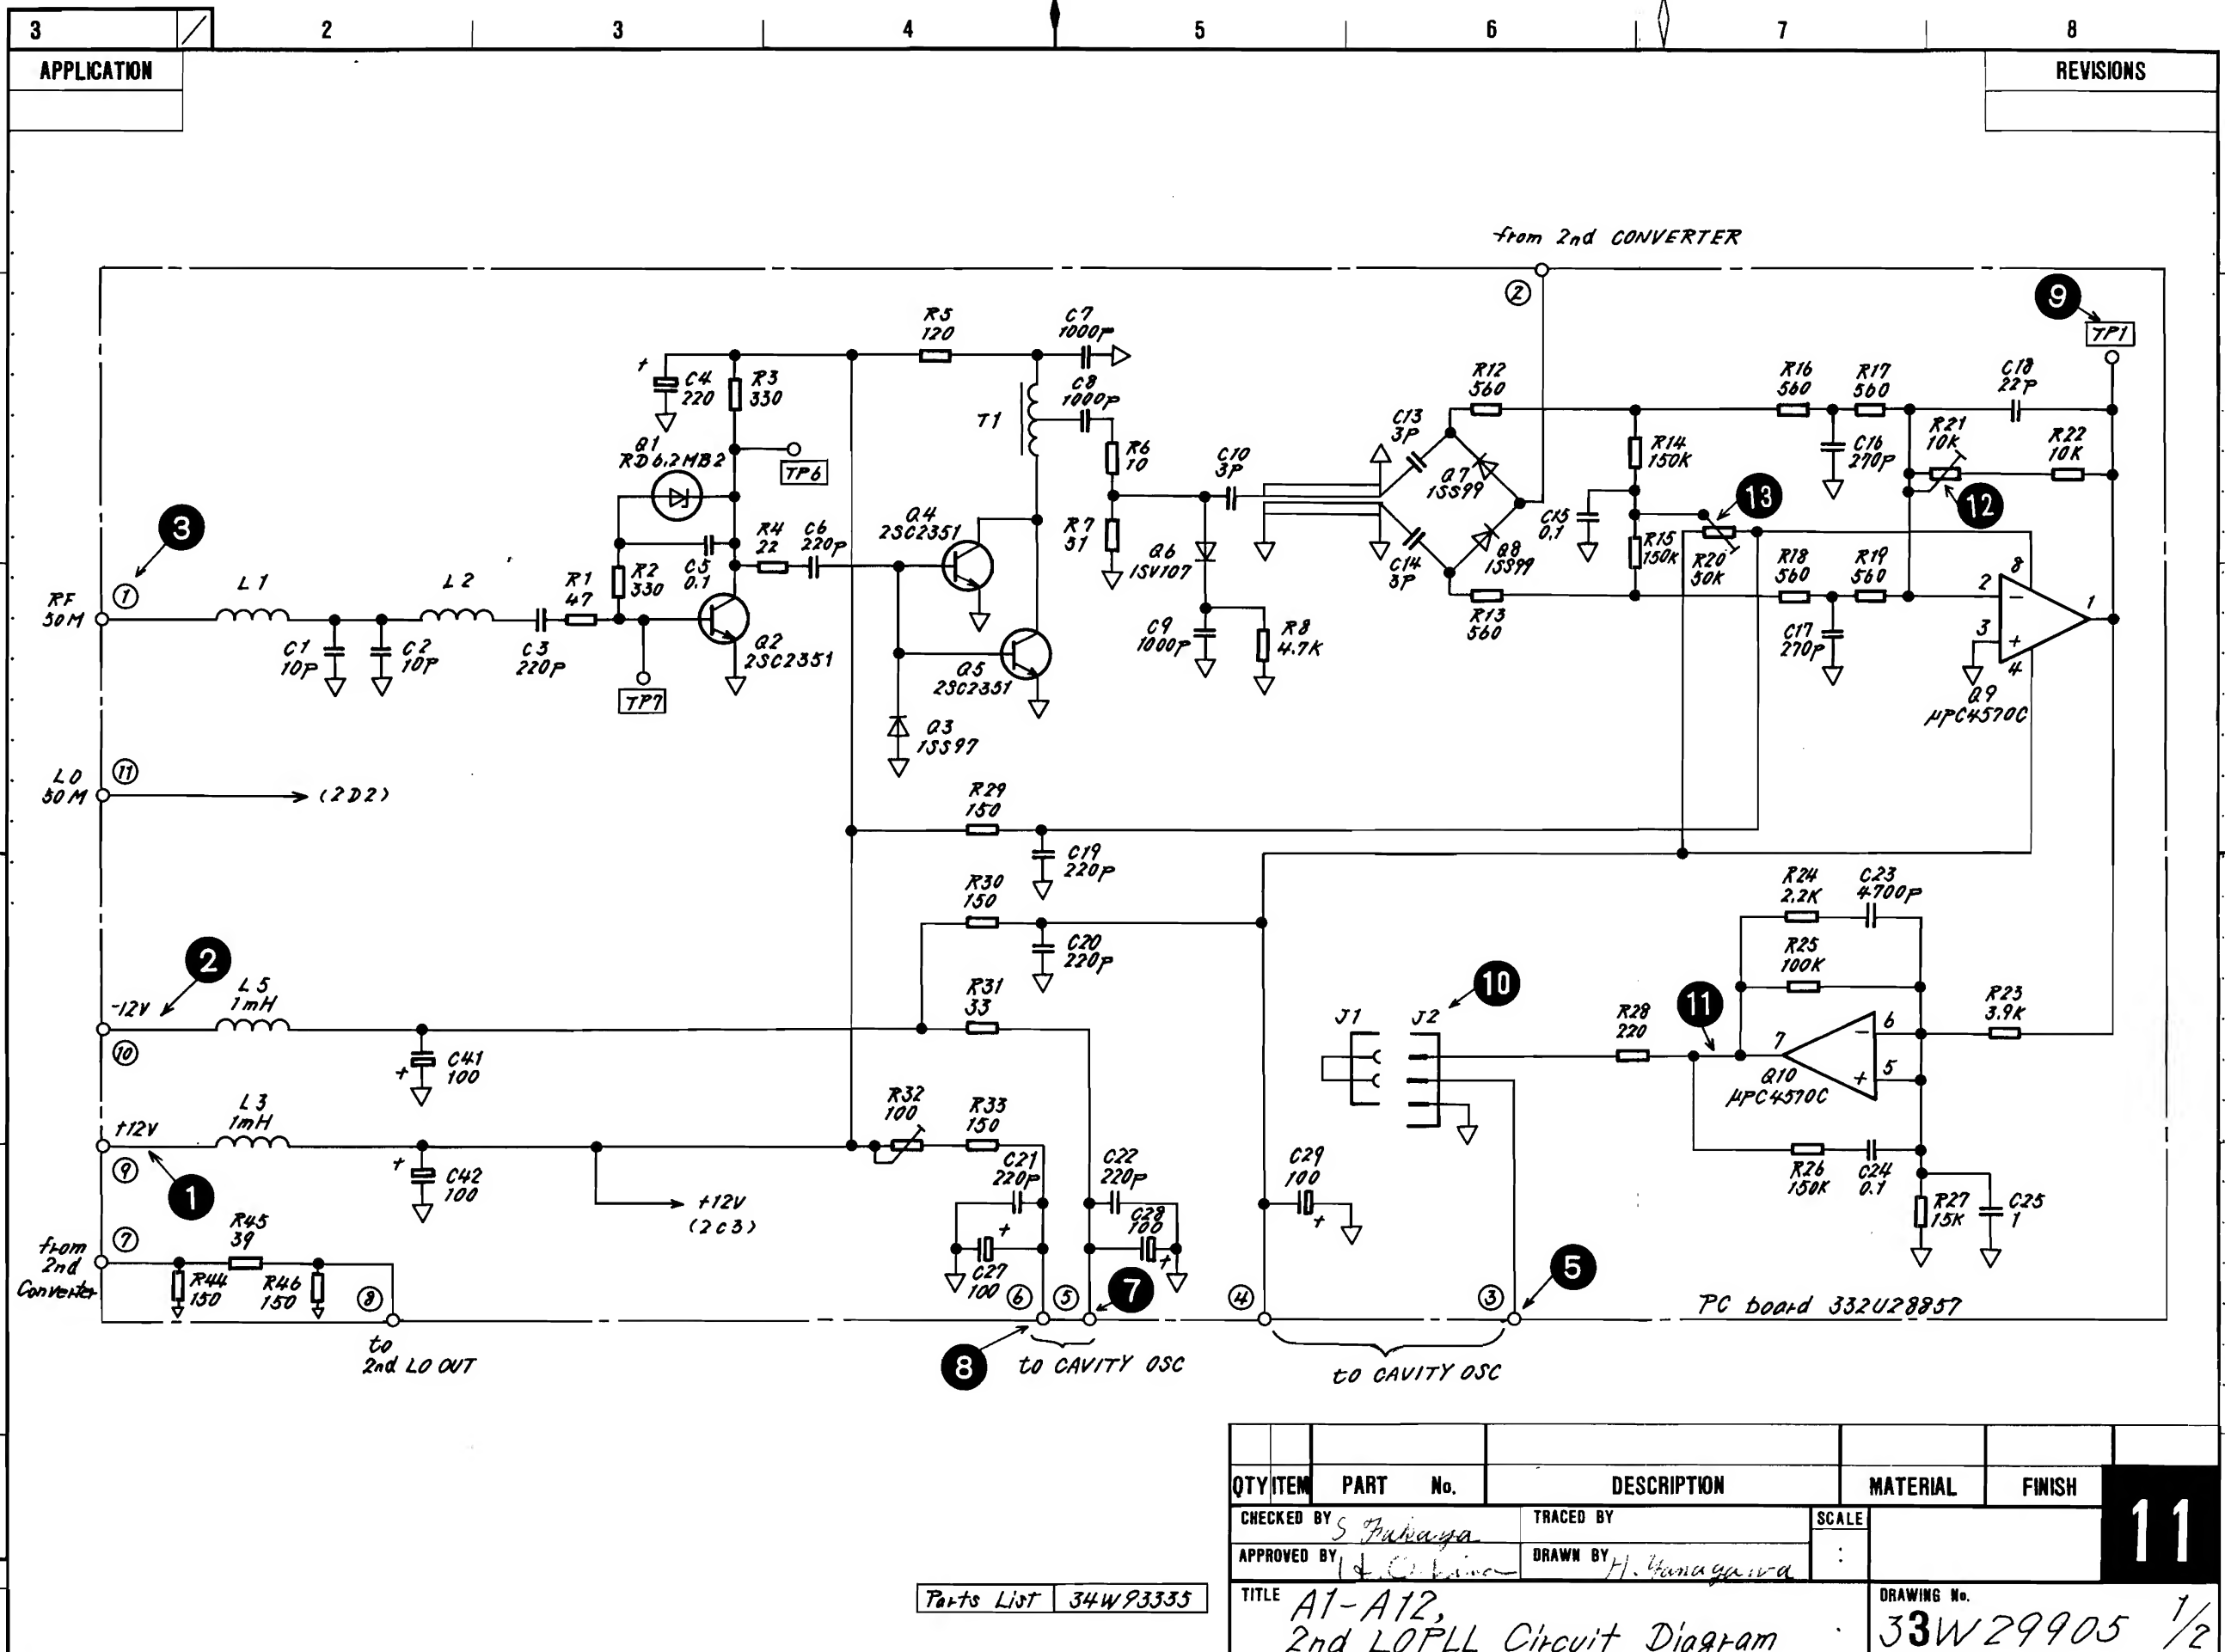 3 2 3 4 5 6 7 8
APPLICATION
REVISIONS
from 2nd CONVERTER
2
9
TP1
R5
120
C7
1000P
C8
1000P
T1
+
C4
220
R3
330
Q1
RD6.2MB2
TP6
R12
560
R16
560
R17
560
C18
22P
C13
3P
R14
150K
C16
270P
R21
10K
R22
10K
R6
10
C10
3P
Q7
1SS99
13
12
3
Q4
2SC2351
R4
22
C6
220P
R7
51
Q6
1SV107
C15
0.1
R15
150K
R20
50K
R18
560
R19
560
8
C14
3P
Q8
1SS99
RF
50M
1
L1
L2
R1
47
R2
330
C5
0.1
2
-
3
+
4
1
C1
10P
C2
10P
C3
220P
Q2
2SC2351
C9
1000P
R8
4.7K
R13
560
C17
270P
Q5
2SC2351
TP7
Q9
μPC4570C
Q3
1SS97
LO
50M
11
(2D2)
R29
150
C19
220P
R30
150
C20
220P
R24
2.2K
C23
4700P
R25
100K
2
-12V
L5
1mH
10
R31
33
10
J1
J2
R28
220
11
R23
3.9K
6
-
7
5
+
Q10
μPC4570C
+
C41
100
+12V
L3
1mH
9
1
R32
100
R33
150
+
C42
100
+12V
(2C3)
C21
220P
C22
220P
C29
100
+
R26
150K
C24
0.1
R27
15K
C25
1
+
C27
100
C28
100
+
from
2nd
Converter
7
R45
39
R44
150
R46
150
8
6
5
7
4
3
5
PC board 332U28857
to
2nd LO OUT
8
to CAVITY OSC
to CAVITY OSC
QTY ITEM PART No. DESCRIPTION MATERIAL FINISH
11
CHECKED BY S
TRACED BY
SCALE
:
APPROVED BY
DRAWN BY H. Yanagawa
Parts List 34W93335
TITLE A1-A12,
2nd LOPLL Circuit Diagram
DRAWING No.
33W29905 1/2